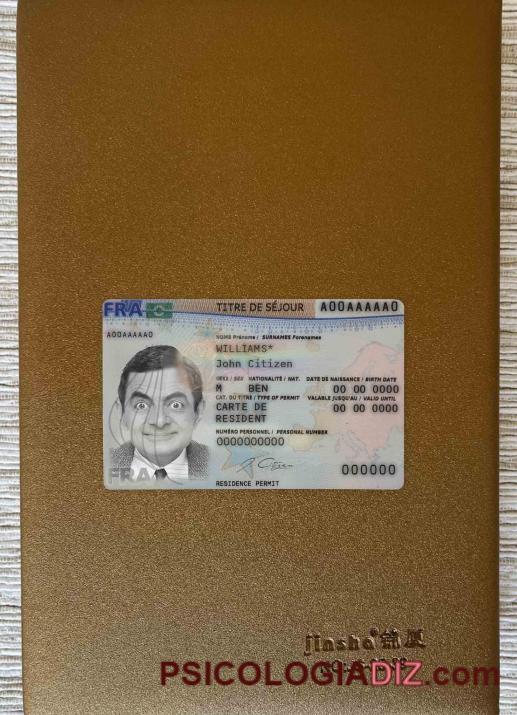 FRA TITRE DE SÉJOUR A00AAAAA0
A00AAAAA0
NOMS Prénoms / SURNAMES Forenames
WILLIAMS*
John Citizen
SEXE / SEX NATIONALITÉ / NAT. DATE DE NAISSANCE / BIRTH DATE
M BEN 00 00 0000
CAT. DU TITRE / TYPE OF PERMIT VALABLE JUSQU'AU / VALID UNTIL
CARTE DE 00 00 0000
RESIDENT
NUMÉRO PERSONNEL / PERSONAL NUMBER
0000000000
FRA 000000
RESIDENCE PERMIT
jinsha®
PSICOLOGIADIZ.com